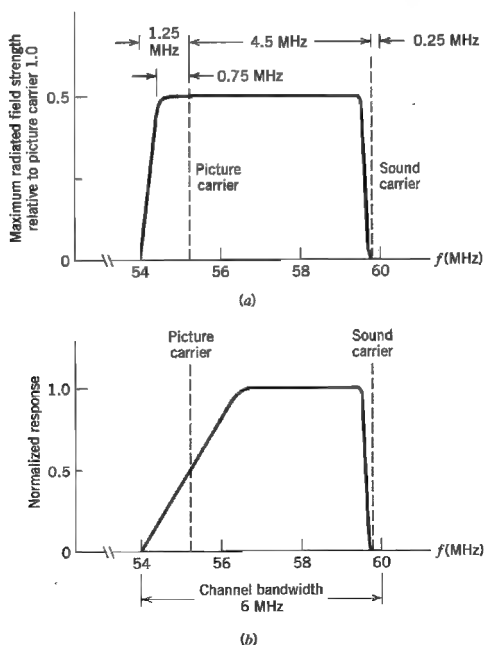 1.25
MHz
4.5 MHz
0.25 MHz
0.75 MHz
Maximum radiated field strength
relative to picture carrier 1.0
0.5
0
Picture
carrier
Sound
carrier
54
56
58
60
f(MHz)
(a)
Picture
carrier
Sound
carrier
Normalized response
1.0
0.5
0
54
56
58
60
f(MHz)
Channel bandwidth
6 MHz
(b)